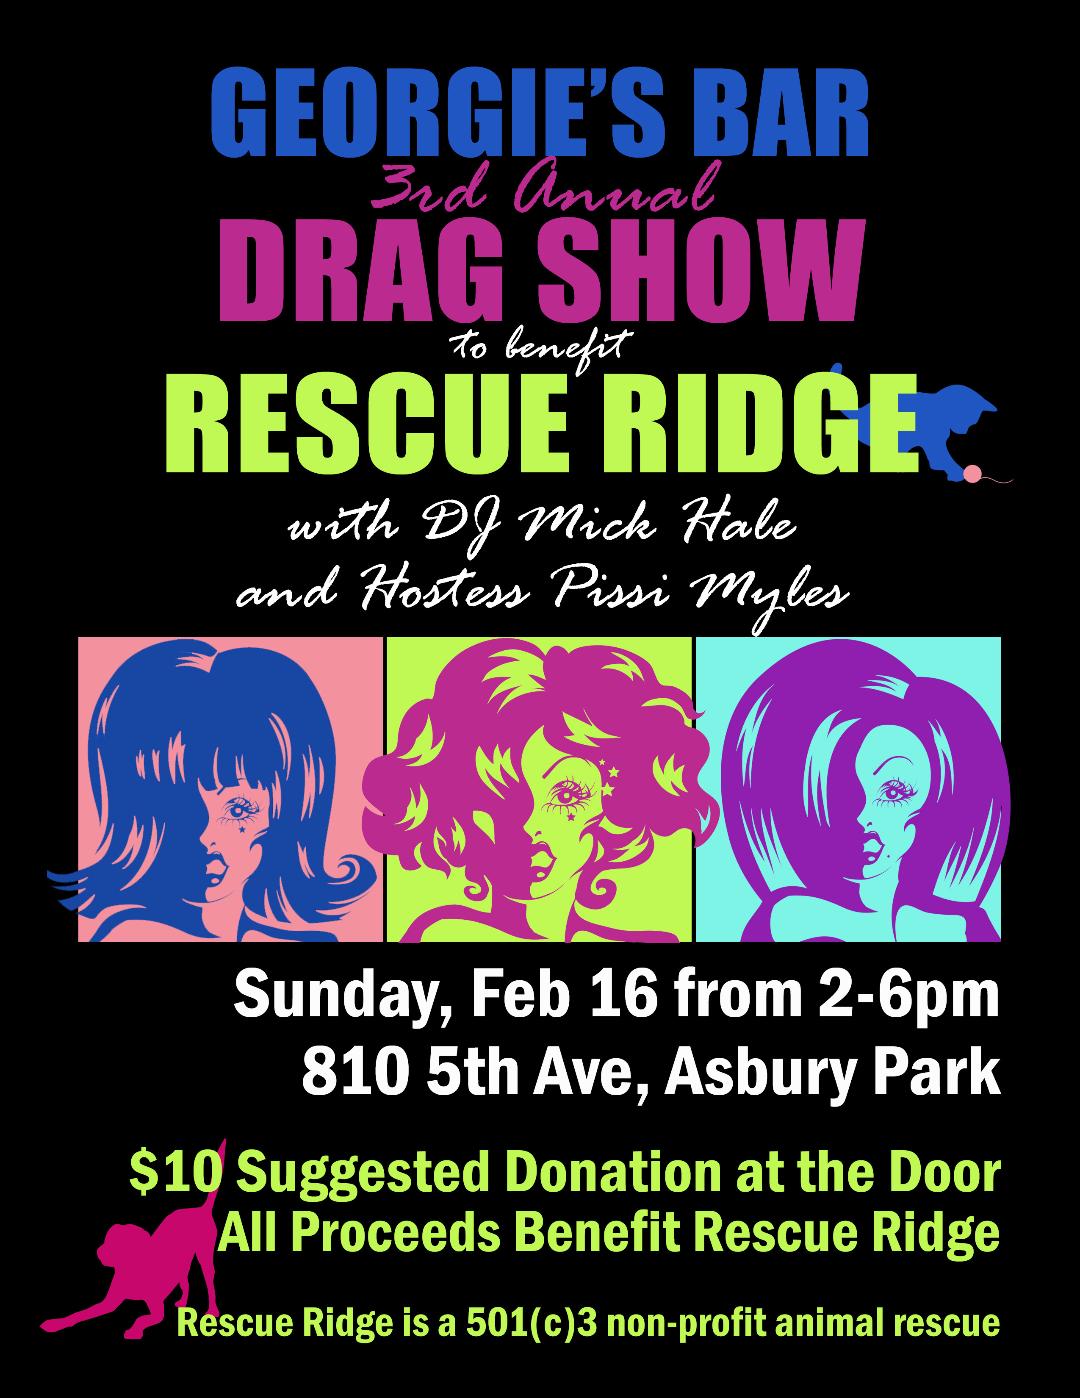 GEORGIE’S BAR
3rd Anual
DRAG SHOW
to benefit
RESCUE RIDGE
with DJ Mick Hale
and Hostess Pissi Myles
Sunday, Feb 16 from 2-6pm
810 5th Ave, Asbury Park
$10 Suggested Donation at the Door
All Proceeds Benefit Rescue Ridge
Rescue Ridge is a 501(c)3 non-profit animal rescue